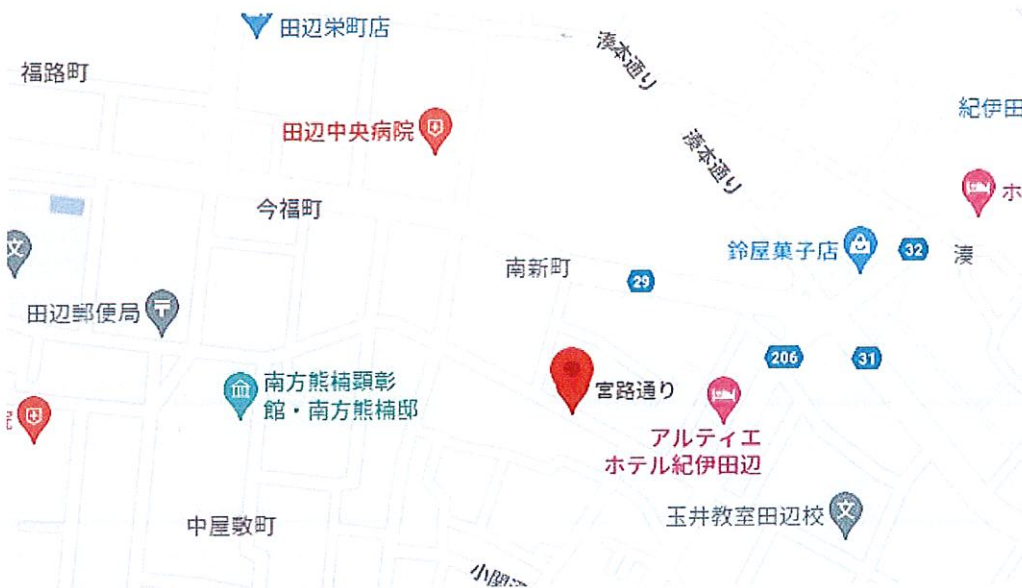 田辺栄町店
湊本通り
福路町
紀伊田
田辺中央病院
湊本通り
ホ
今福町
文
鈴屋菓子店
32
湊
南新町
29
田辺郵便局
206
31
南方熊楠顕彰
館・南方熊楠邸
宮路通り
アルティエ
ホテル紀伊田辺
中屋敷町
玉井教室田辺校
文